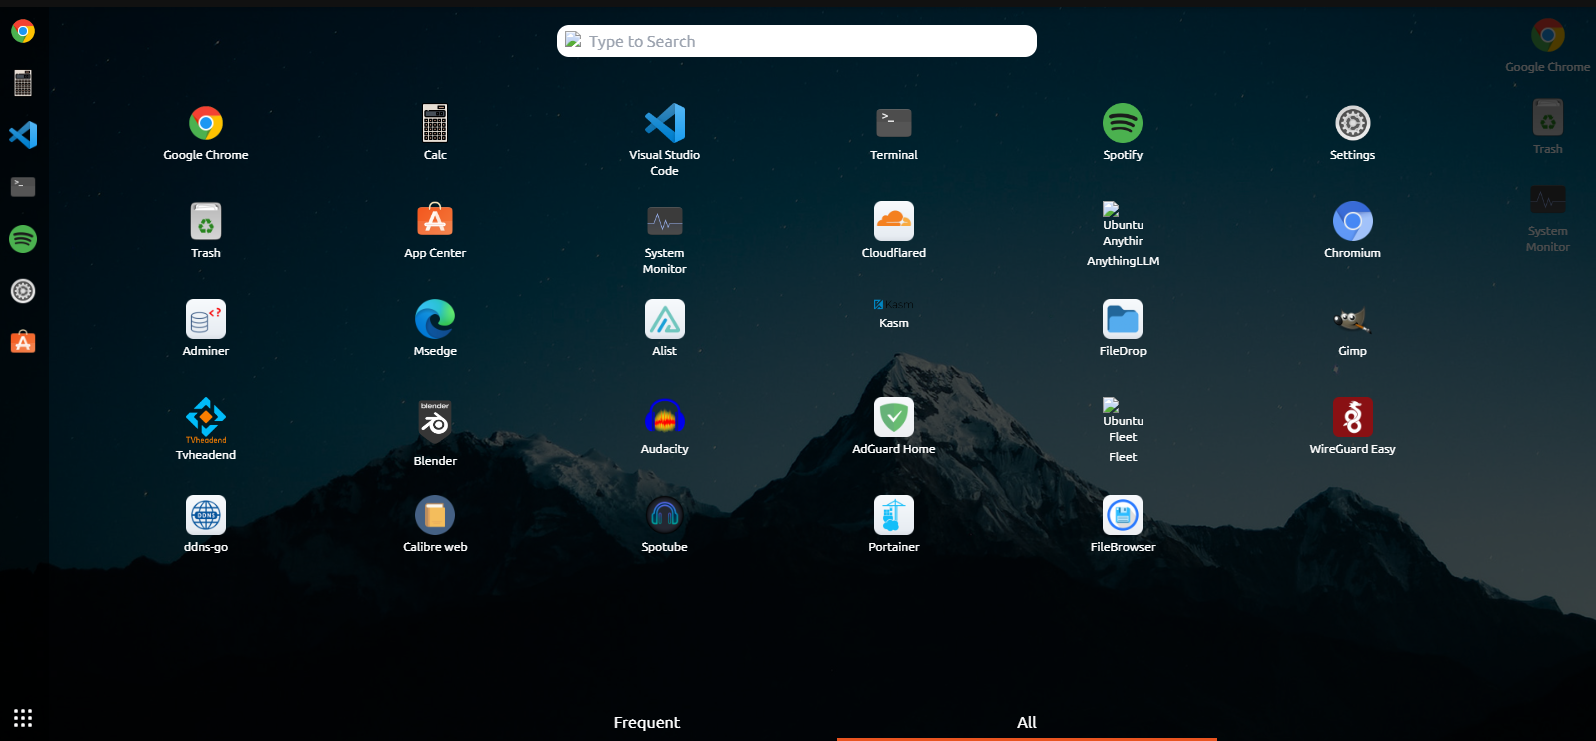 Type to Search
Google Chrome
Trash
System
Monitor
Google Chrome
Calc
Visual Studio
Code
>_
Terminal
Spotify
Settings
Trash
App Center
System
Monitor
Cloudflared
Ubuntu
Anythin
AnythingLLM
Chromium
<?
Adminer
Msedge
Alist
Kasm
Kasm
FileDrop
Gimp
TVheadend
Tvheadend
blender
Blender
Audacity
AdGuard Home
Ubuntu
Fleet
Fleet
WireGuard Easy
DDNS
ddns-go
Calibre web
Spotube
Portainer
FileBrowser
>_
Frequent
All